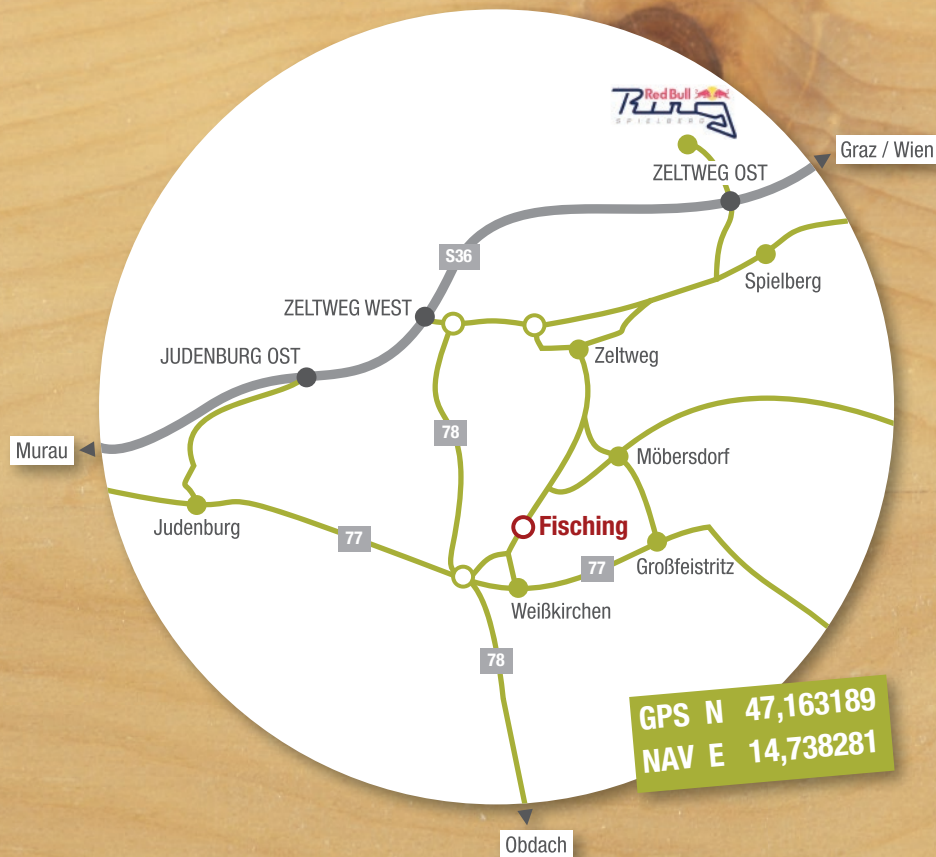 Red Bull
Ring
SPIELBERG
Graz / Wien
ZELTWEG OST
S36
Spielberg
ZELTWEG WEST
Zeltweg
JUDENBURG OST
78
Murau
Möbersdorf
Judenburg
77
Fisching
77
Großfeistritz
Weißkirchen
78
GPS N 47,163189
NAV E 14,738281
Obdach